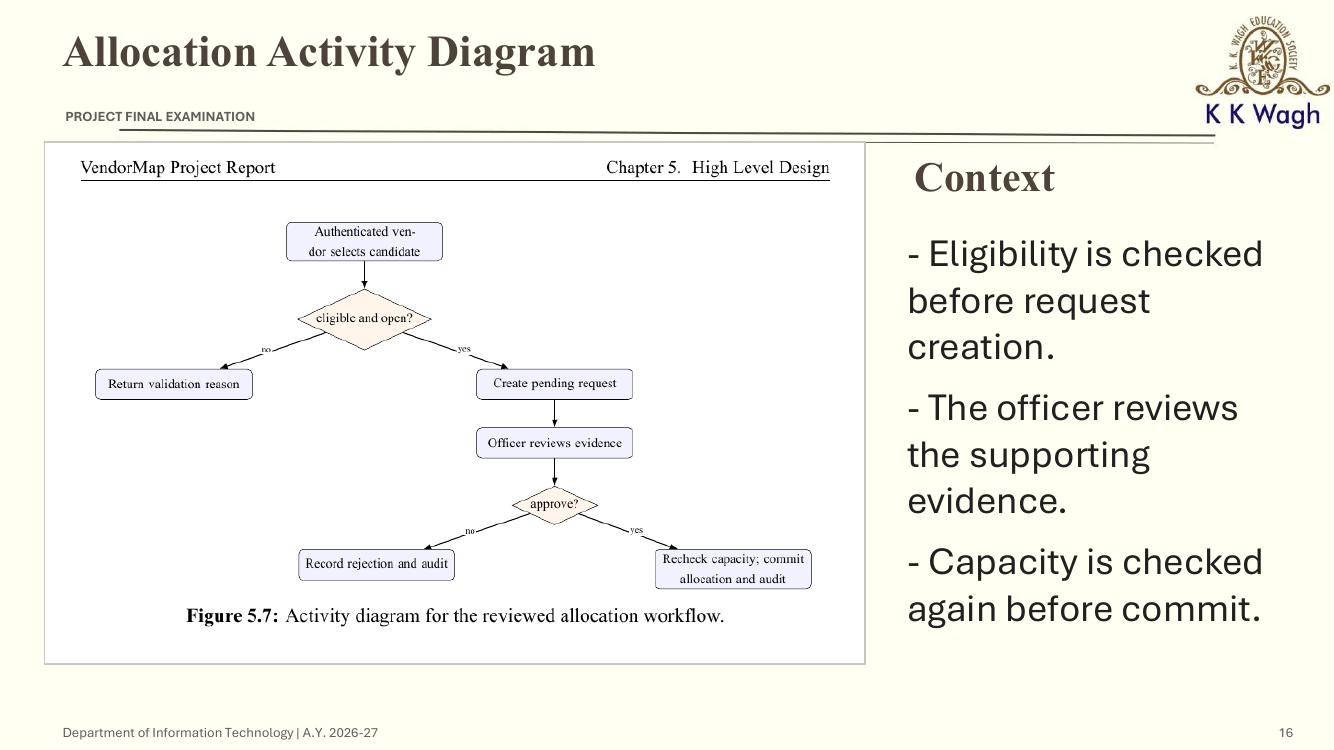 Allocation Activity Diagram
PROJECT FINAL EXAMINATION
K. K. WAGH EDUCATION SOCIETY
K K Wagh
VendorMap Project Report
Chapter 5. High Level Design
Authenticated ven-
dor selects candidate
eligible and open?
no
yes
Return validation reason
Create pending request
Officer reviews evidence
approve?
no
yes
Record rejection and audit
Recheck capacity; commit
allocation and audit
Figure 5.7: Activity diagram for the reviewed allocation workflow.
Context
- Eligibility is checked
before request
creation.
- The officer reviews
the supporting
evidence.
- Capacity is checked
again before commit.
Department of Information Technology | A.Y. 2026-27
16